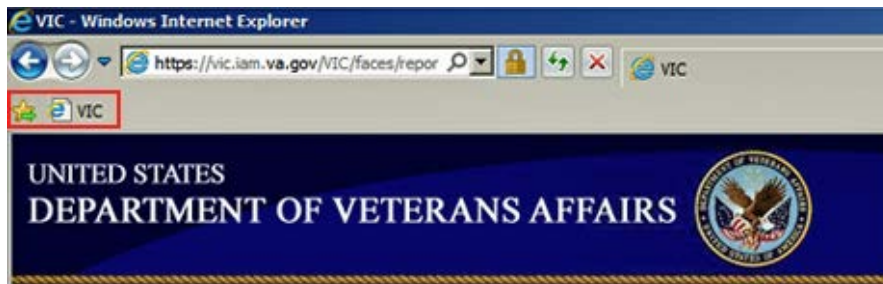 VIC - Windows Internet Explorer
https://vic.iam.va.gov/VIC/faces/repor
VIC
VIC
UNITED STATES
DEPARTMENT OF VETERANS AFFAIRS